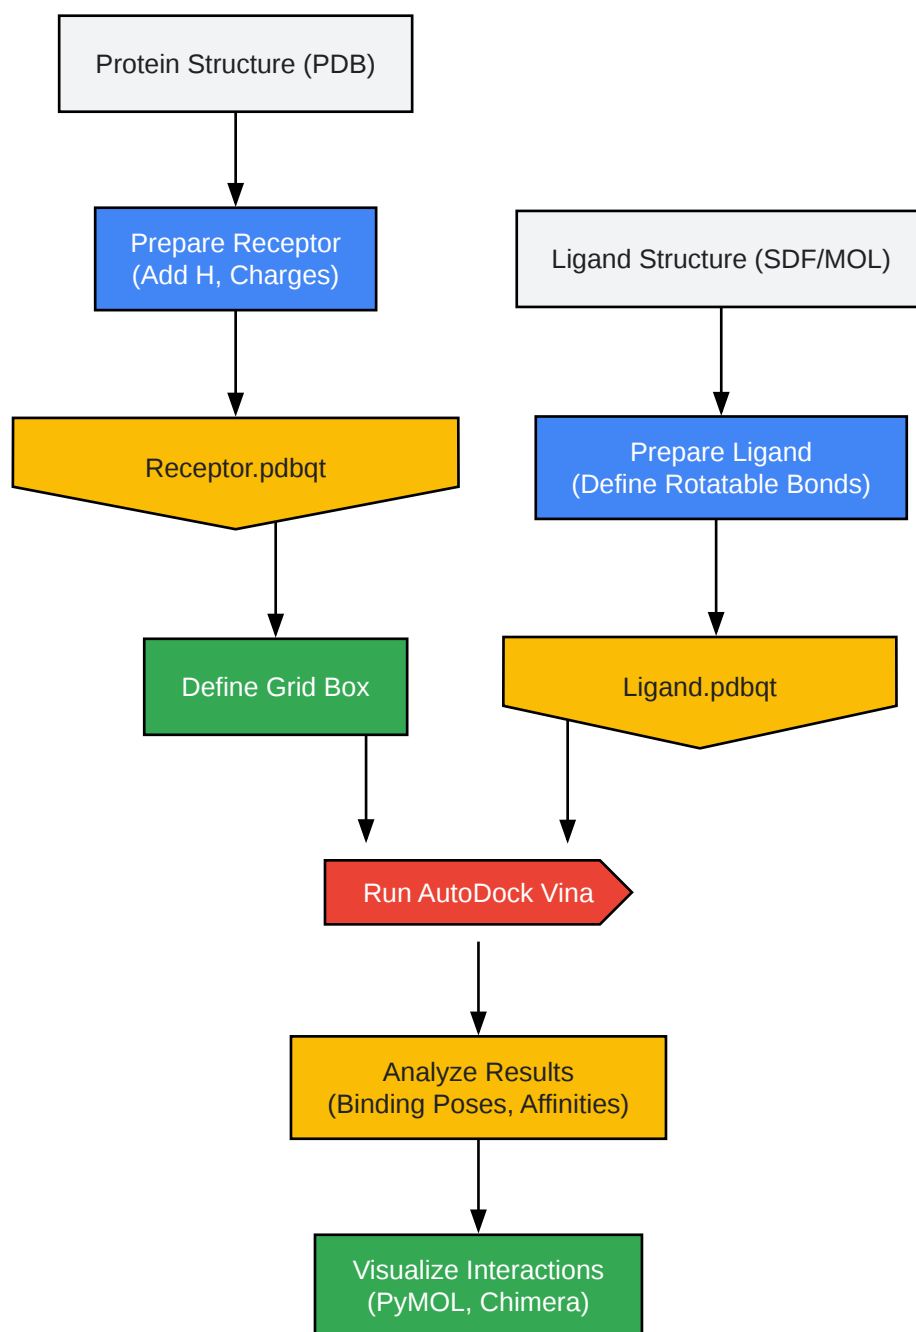 Protein Structure (PDB)
Prepare Receptor
(Add H, Charges)
Ligand Structure (SDF/MOL)
Receptor.pdbqt
Prepare Ligand
(Define Rotatable Bonds)
Define Grid Box
Ligand.pdbqt
Run AutoDock Vina
Analyze Results
(Binding Poses, Affinities)
Visualize Interactions
(PyMOL, Chimera)